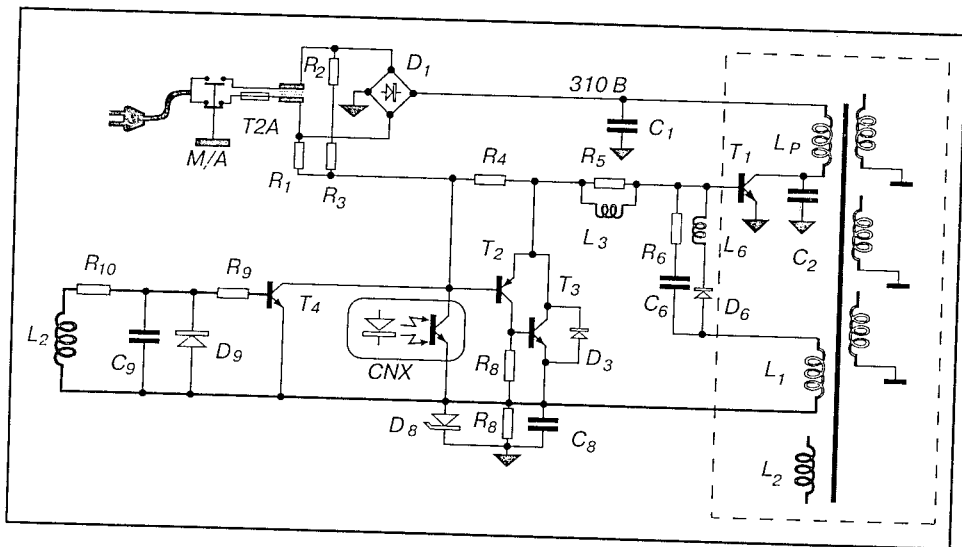 R2
D1
310 B
T2A
C1
M/A
LP
R1
R3
R4
R5
T1
L3
R6
L6
C2
R10
R9
T2
T3
C6
D6
L2
T4
C9
D9
CNX
R8
D3
L1
D8
R8
C8
L2